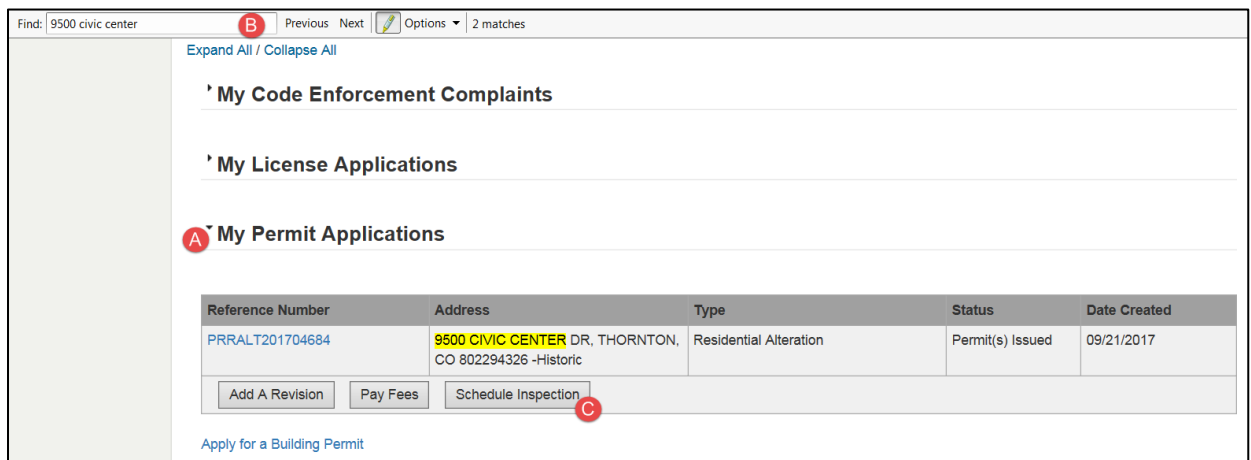 Find: 9500 civic center B Previous Next Options 2 matches
Expand All / Collapse All
My Code Enforcement Complaints
My License Applications
A My Permit Applications
Reference Number Address Type Status Date Created
PRRALT201704684 9500 CIVIC CENTER DR, THORNTON, Residential Alteration Permit(s) Issued 09/21/2017
CO 802294326 -Historic
Add A Revision Pay Fees Schedule Inspection C
Apply for a Building Permit